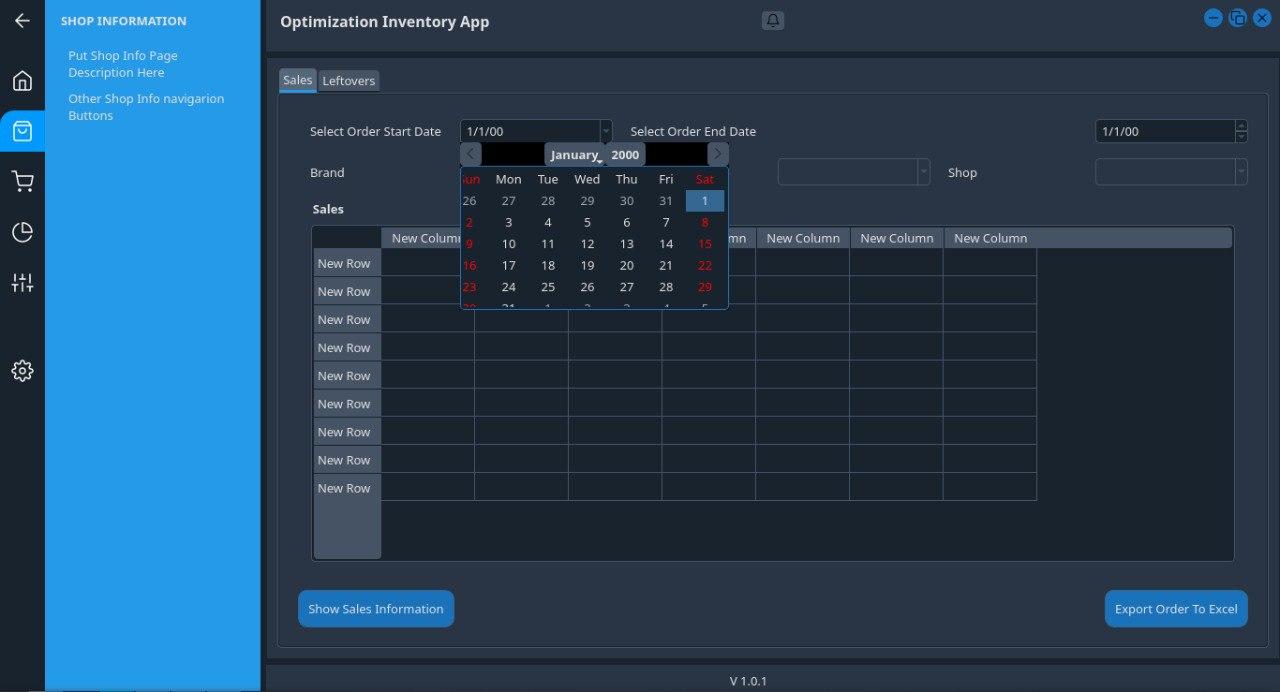 SHOP INFORMATION
Put Shop Info Page
Description Here
Other Shop Info navigarion
Buttons
Optimization Inventory App
Sales Leftovers
Select Order Start Date 1/1/00 Select Order End Date 1/1/00
January 2000
Brand Shop
Sun Mon Tue Wed Thu Fri Sat
26 27 28 29 30 31 1
2 3 4 5 6 7 8
9 10 11 12 13 14 15
16 17 18 19 20 21 22
23 24 25 26 27 28 29
30 31 1 2 3 4 5
Sales
New Colum mn New Column New Column New Column
New Row
New Row
New Row
New Row
New Row
New Row
New Row
New Row
New Row
Show Sales Information Export Order To Excel
V 1.0.1